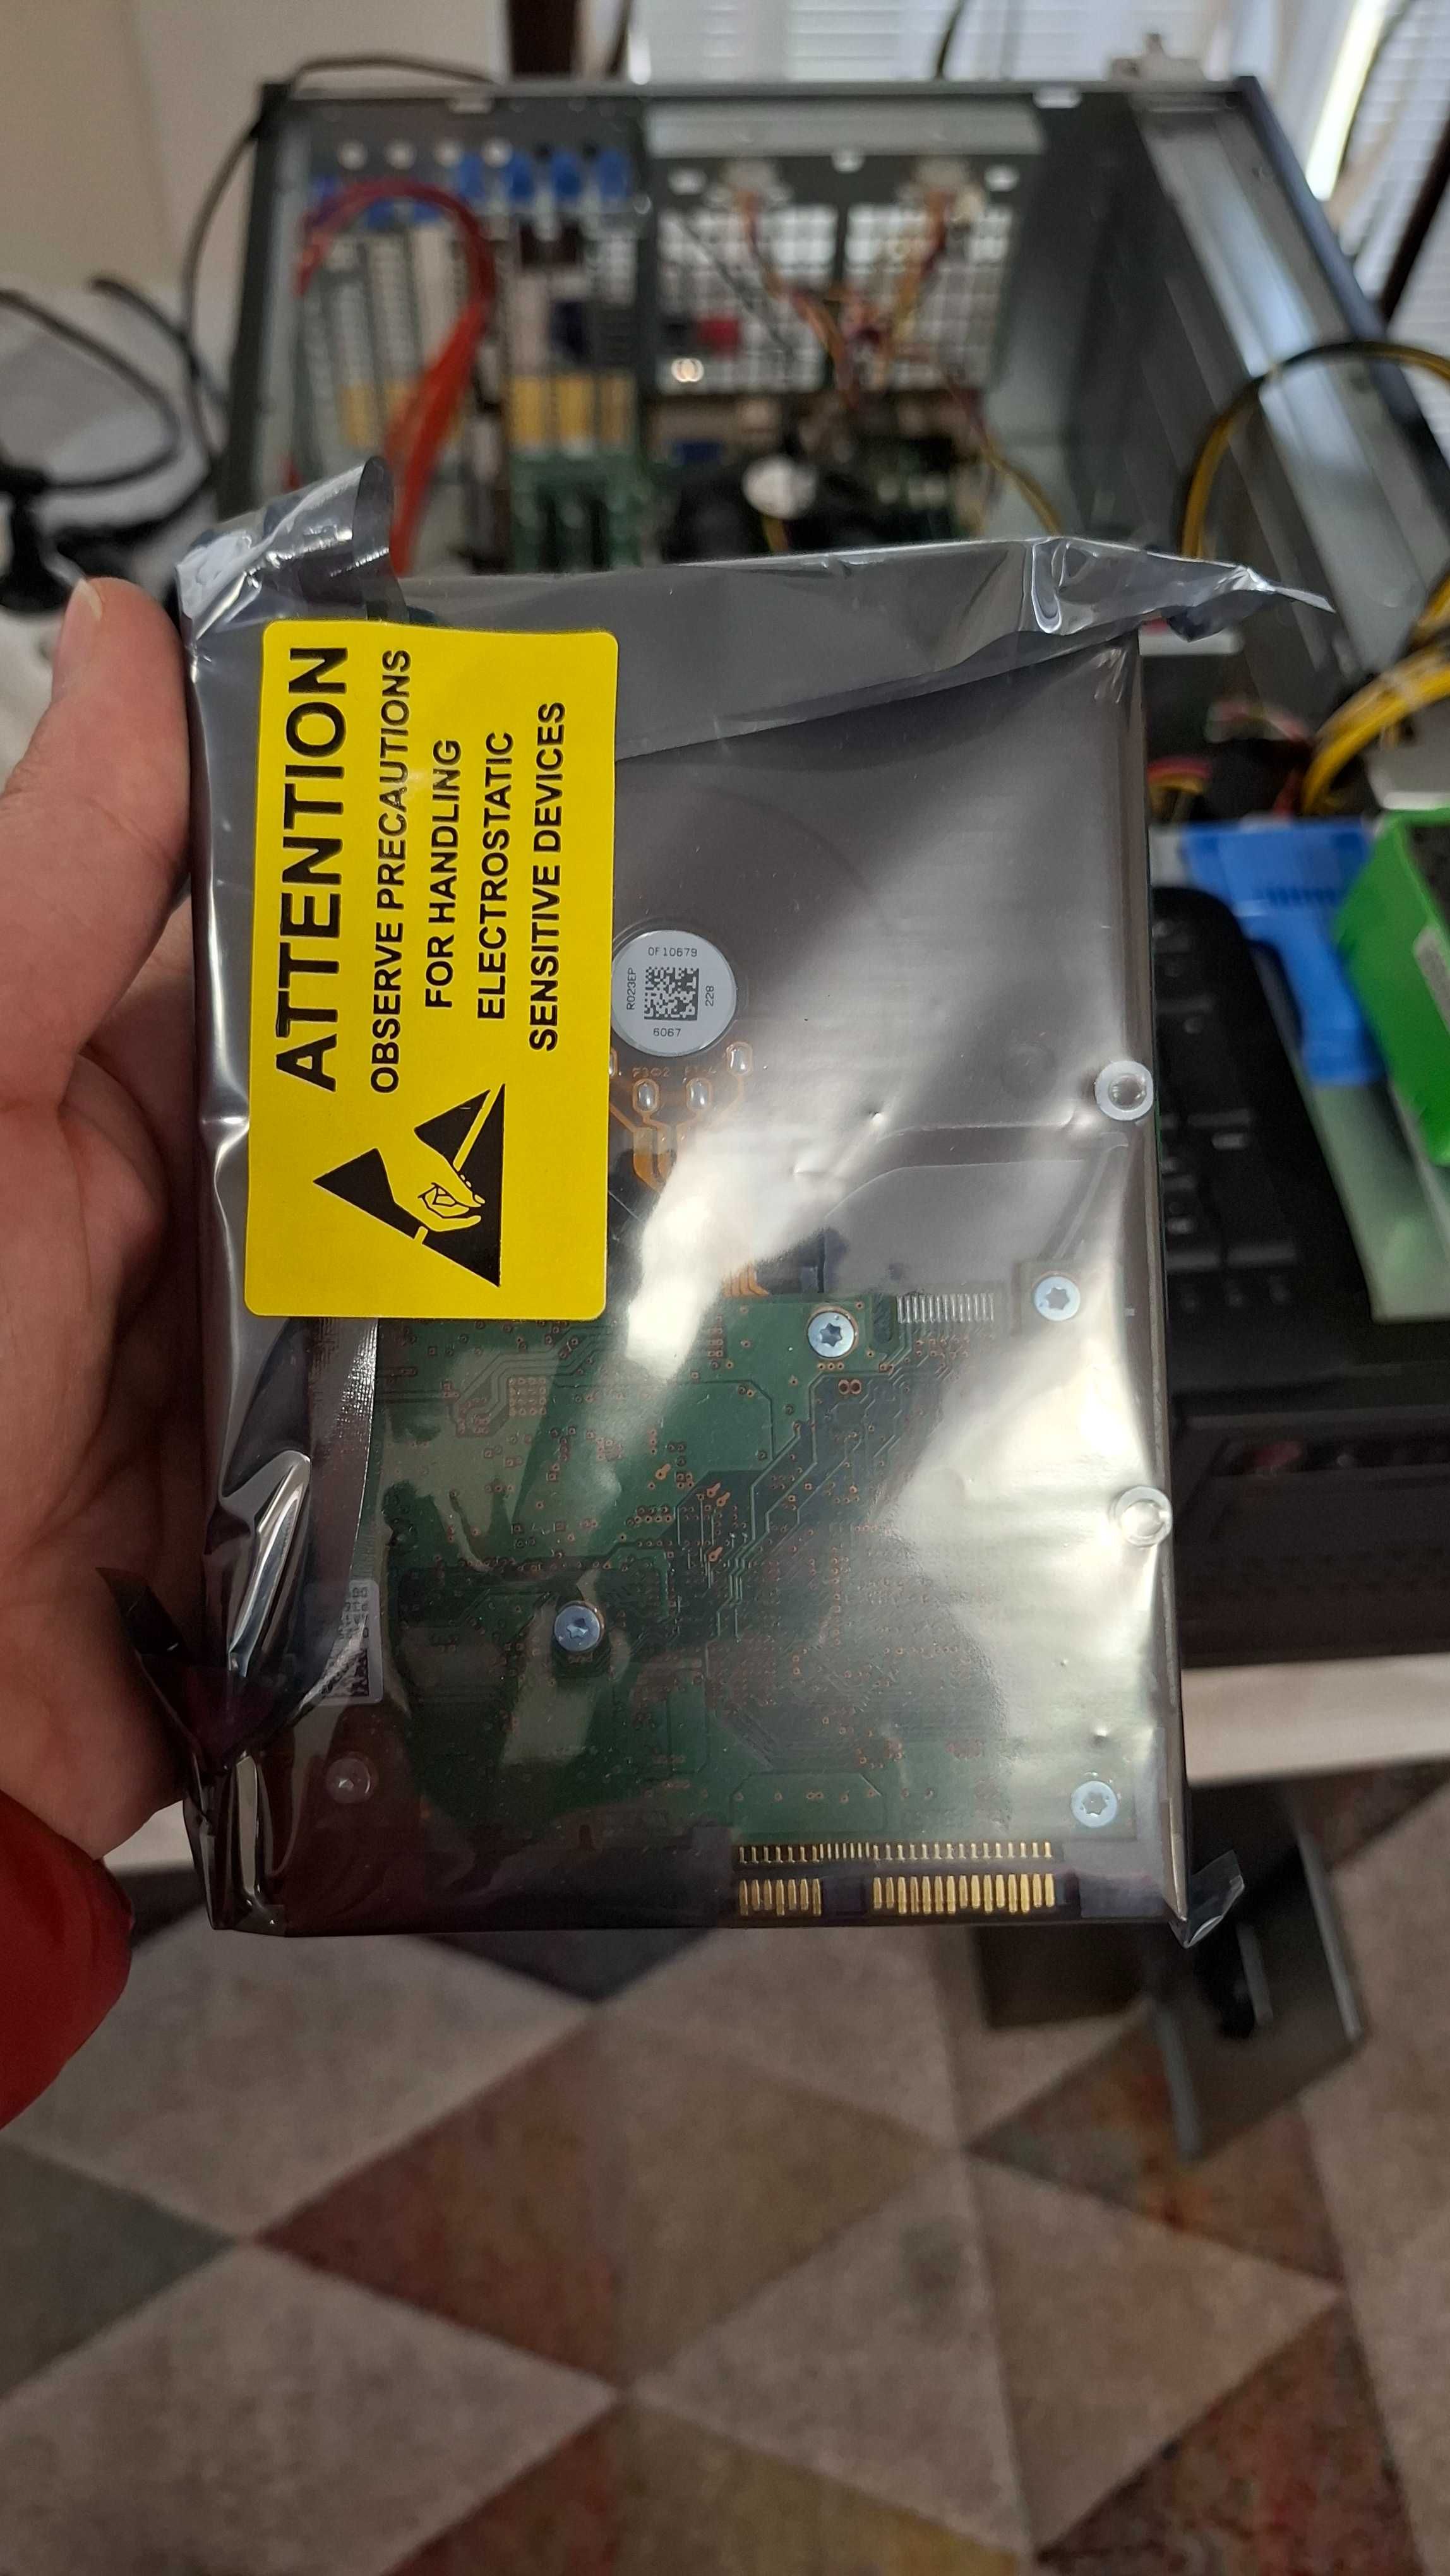 ATTENTION
OBSERVE PRECAUTIONS
FOR HANDLING
ELECTROSTATIC
SENSITIVE DEVICES
0F10679
R023EP
228
6067